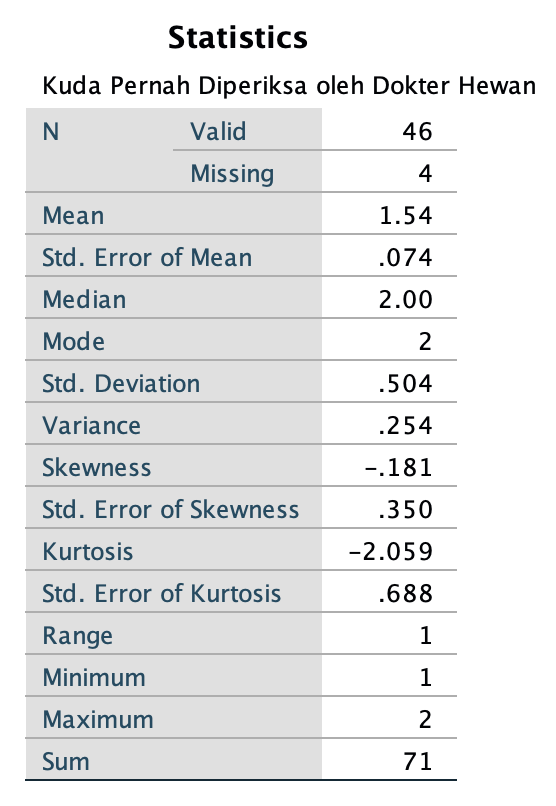 Statistics
Kuda Pernah Diperiksa oleh Dokter Hewan
N Valid 46
Missing 4
Mean 1.54
Std. Error of Mean .074
Median 2.00
Mode 2
Std. Deviation .504
Variance .254
Skewness -.181
Std. Error of Skewness .350
Kurtosis -2.059
Std. Error of Kurtosis .688
Range 1
Minimum 1
Maximum 2
Sum 71